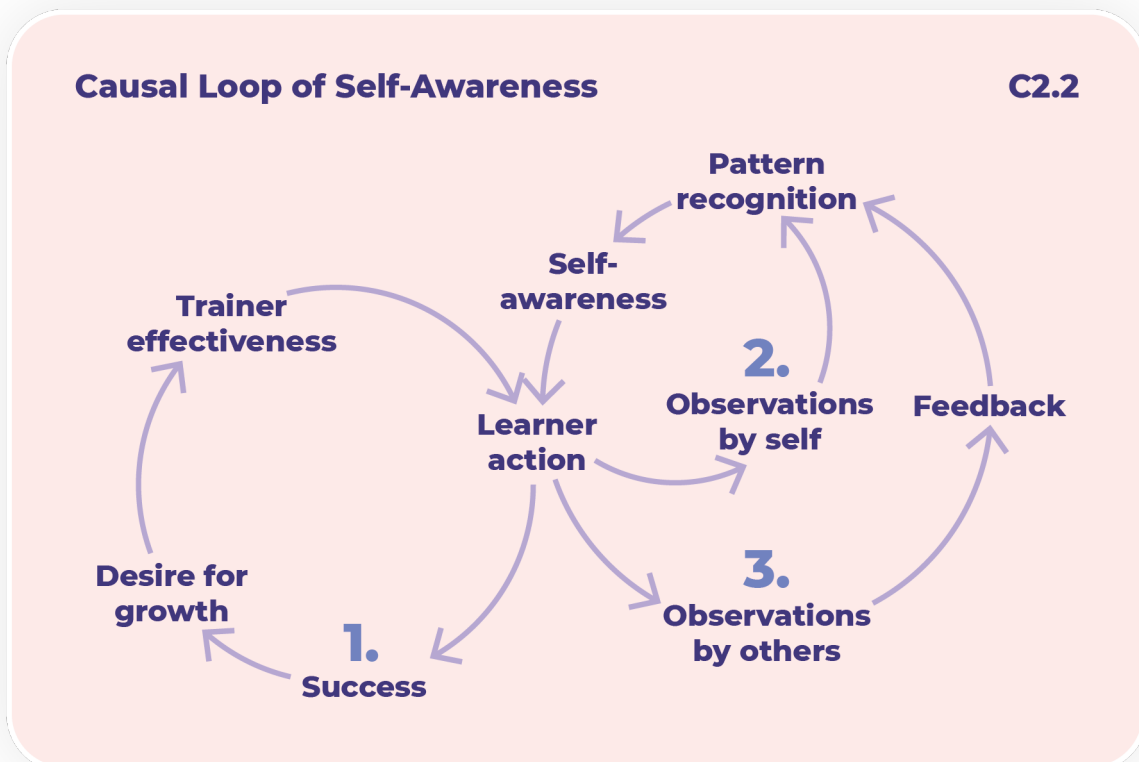 Causal Loop of Self-Awareness
C2.2
Pattern
recognition
Self-
awareness
Trainer
effectiveness
2.
Observations
by self
Feedback
Learner
action
3.
Observations
by others
Desire for
growth
1.
Success